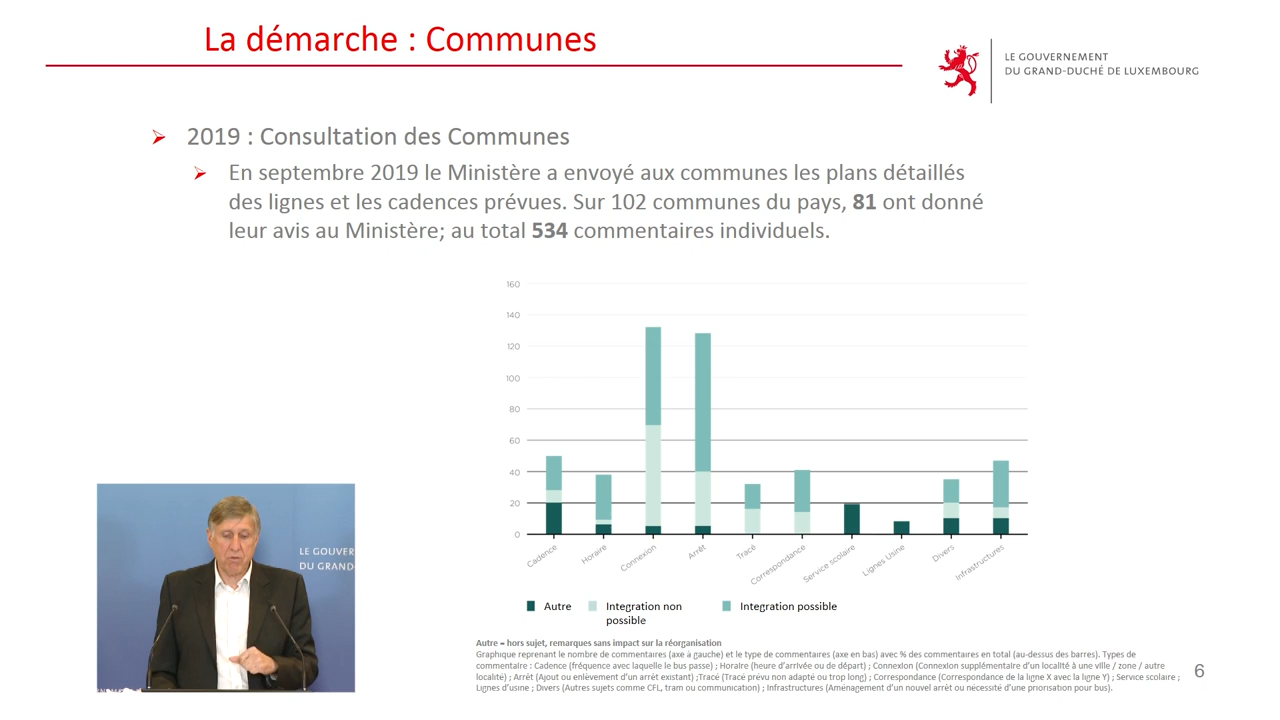 La démarche : Communes
LE GOUVERNEMENT
DU GRAND-DUCHÉ DE LUXEMBOURG
2019 : Consultation des Communes
En septembre 2019 le Ministère a envoyé aux communes les plans détaillés
des lignes et les cadences prévues. Sur 102 communes du pays, 81 ont donné
leur avis au Ministère; au total 534 commentaires individuels.
160
140
120
100
80
60
40
20
0
Cadence
Horaire
Connexion
Arrêt
Tracé
Correspondance
Service scolaire
Lignes Usine
Divers
Infrastructures
Autre
Integration non
possible
Integration possible
LE GOUVER
DU GRAND-
Autre = hors sujet, remarques sans impact sur la réorganisation
Graphique reprenant le nombre de commentaires (axe à gauche) et le type de commentaires (axe en bas) avec % des commentaires en total (au-dessus des barres). Types de
commentaire : Cadence (fréquence avec laquelle le bus passe) ; Horaire (heure d'arrivée ou de départ) ; Connexion (Connexion supplémentaire d'un localité à une ville / zone / autre
localité) ; Arrêt (Ajout ou enlèvement d'un arrêt existant) ;Tracé (Tracé prévu non adapté ou trop long) ; Correspondance (Correspondance de la ligne X avec la ligne Y) ; Service scolaire ;
Lignes d'usine ; Divers (Autres sujets comme CFL, tram ou communication) ; Infrastructures (Aménagement d'un nouvel arrêt ou nécessité d'une priorisation pour bus).
6